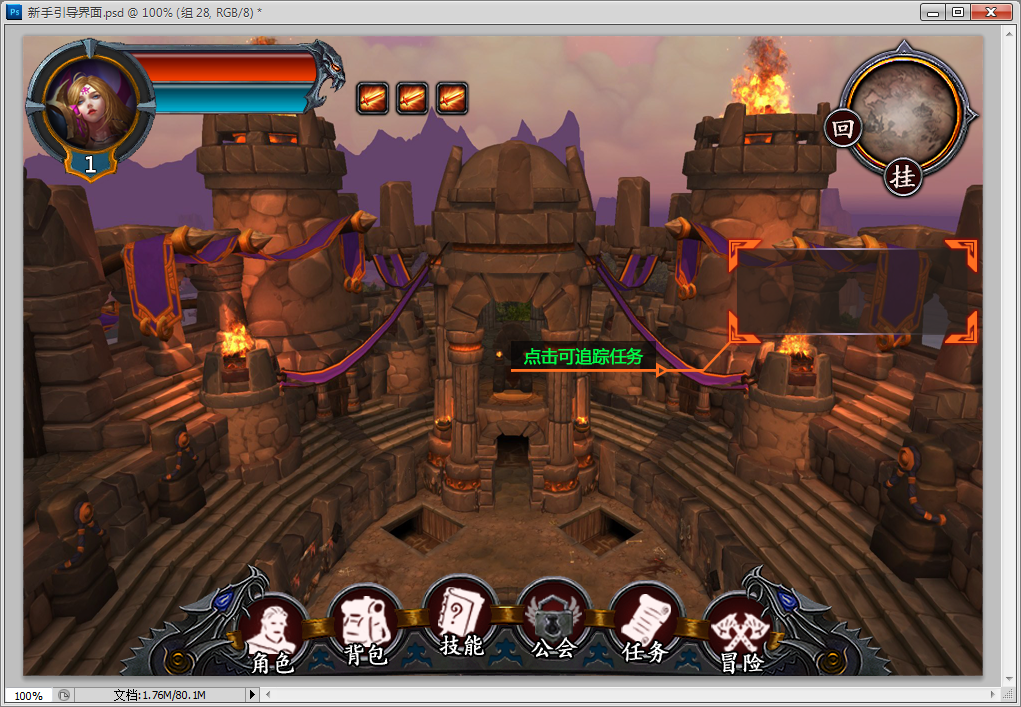 Ps 新手引导界面.psd @ 100% (组 28, RGB/8) *
1
回
挂
点击可追踪任务
角色
背包
技能
公会
任务
冒险
100%
文档:1.76M/80.1M